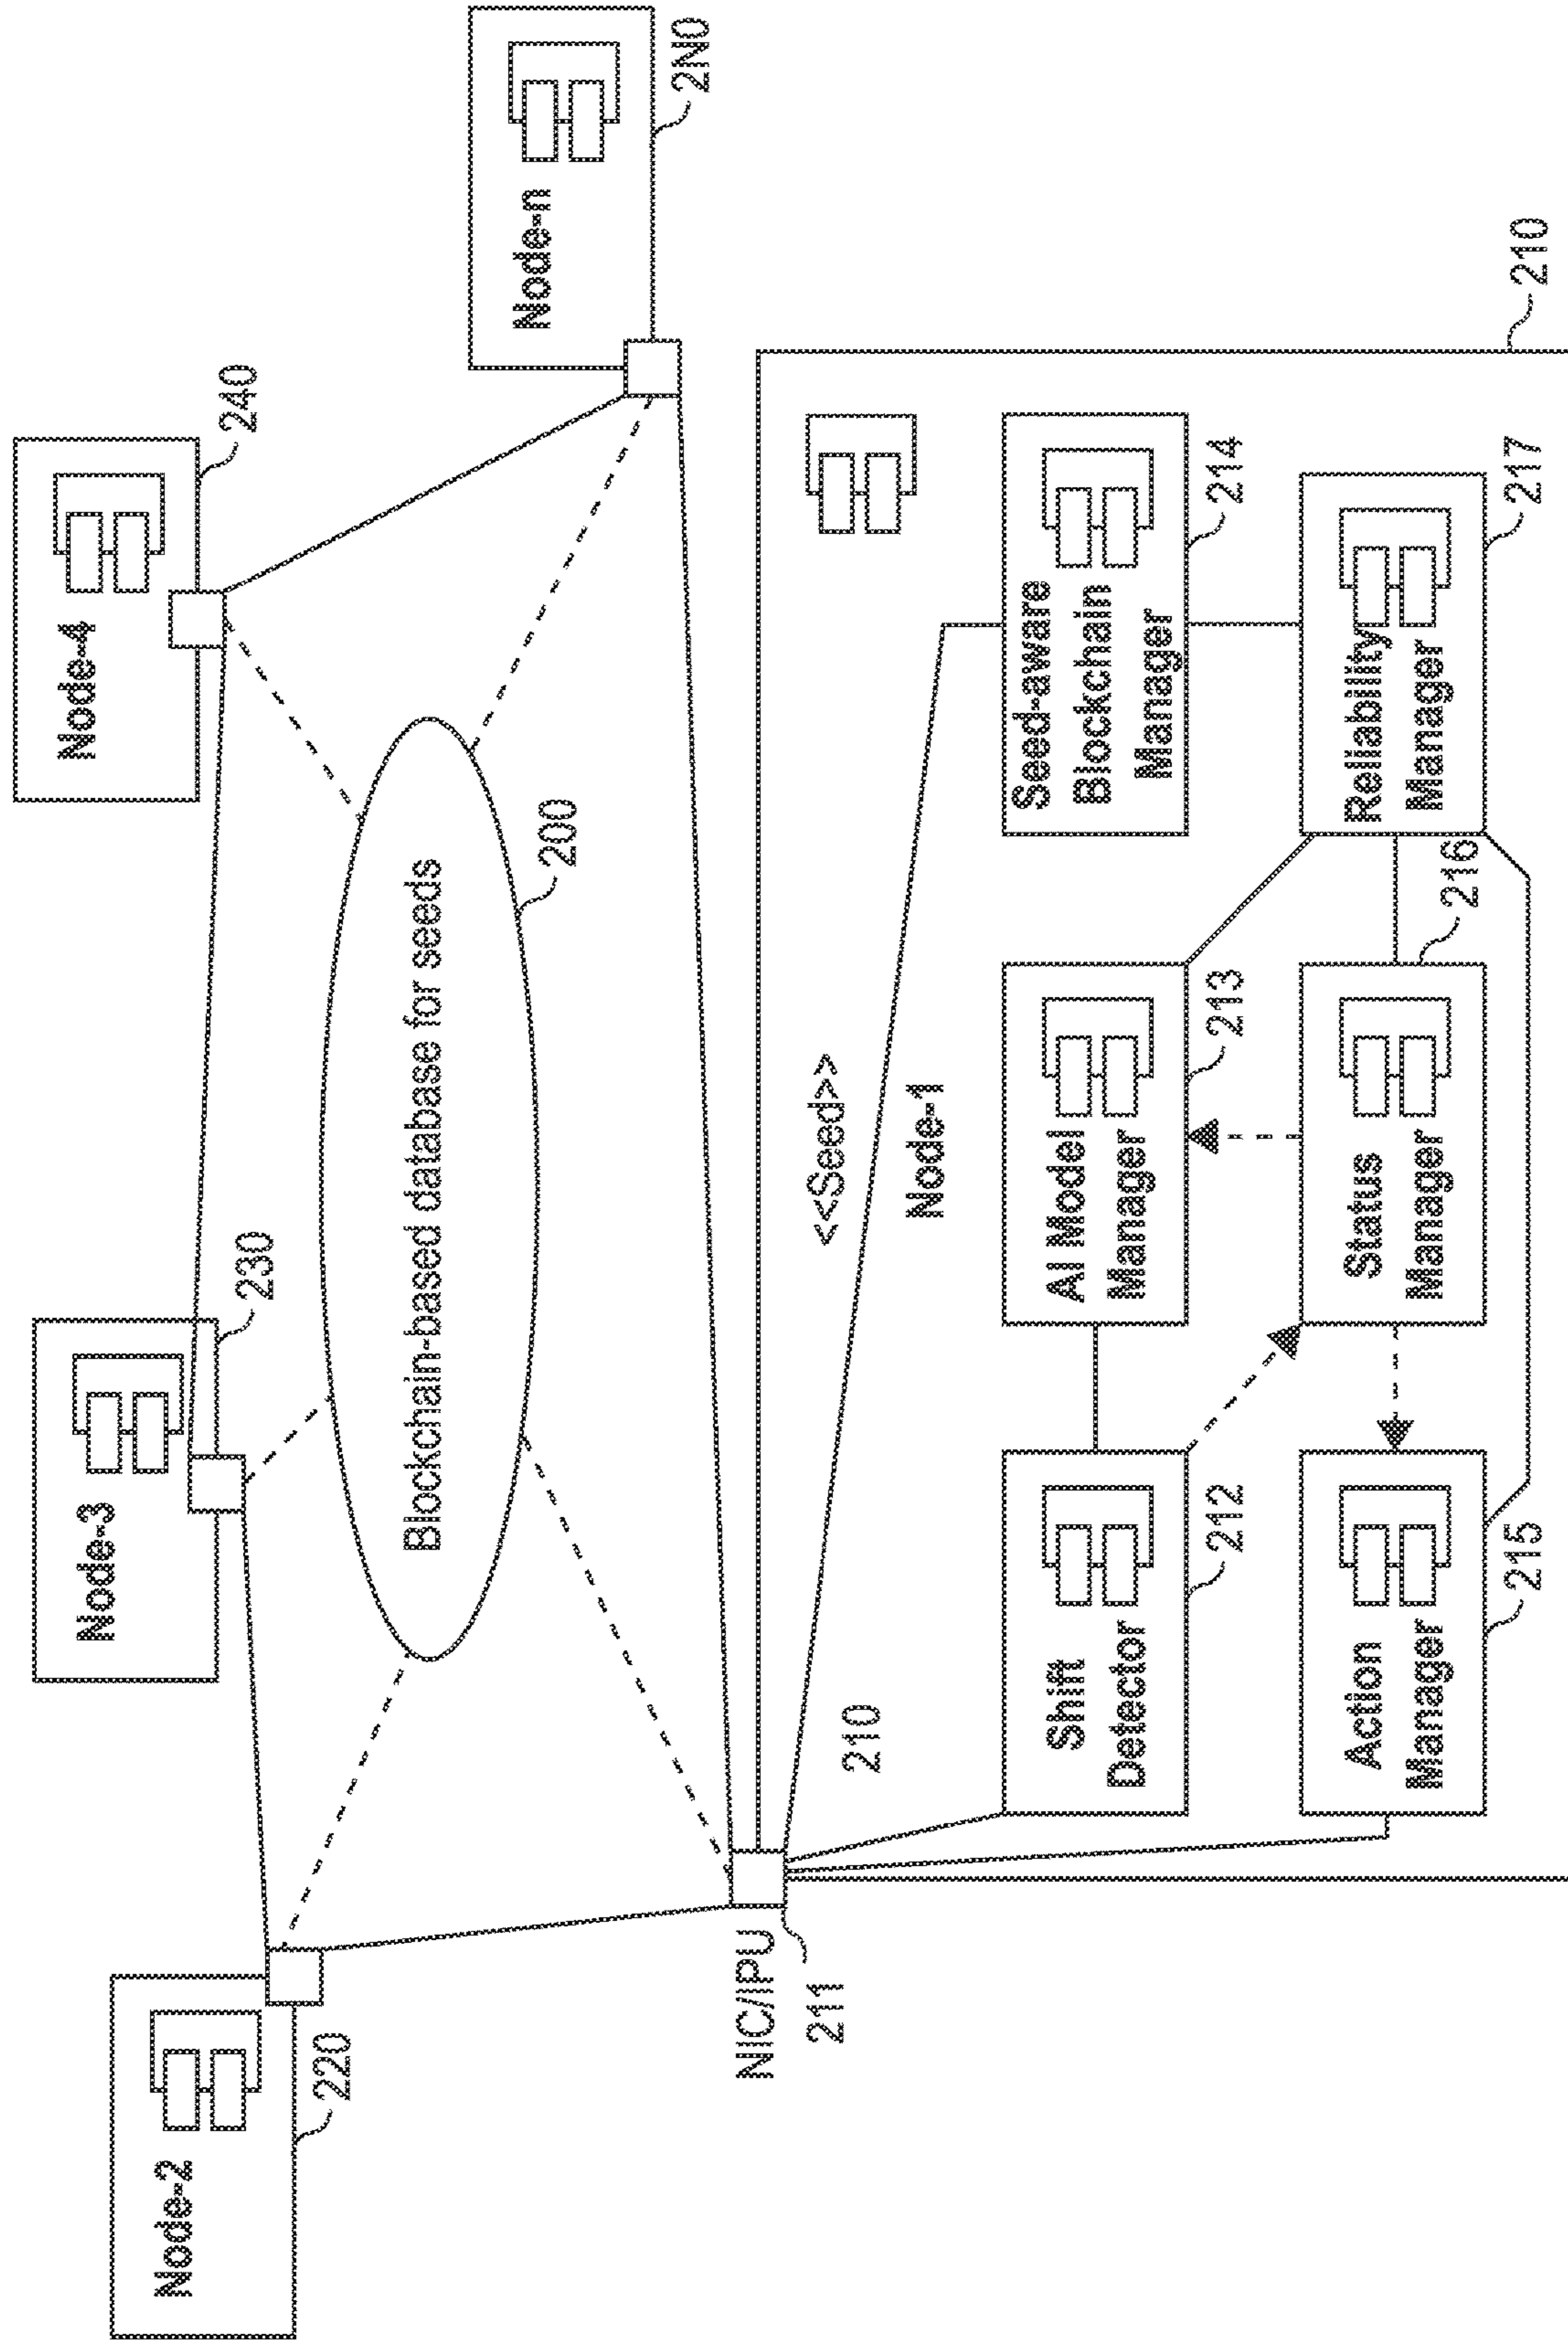 Node-2
220
Node-3
230
Node-4
240
Node-n
2N0
Blockchain-based database for seeds
200
NIC/IPU
211
210
<<Seed>>
Node-1
Shift
Detector
212
AI Model
Manager
213
Seed-aware
Blockchain
Manager
214
Action
Manager
215
Status
Manager
216
Reliability
Manager
217
210